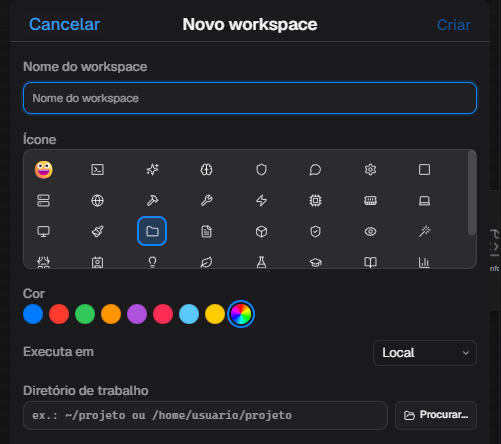 Cancelar Novo workspace Criar
Nome do workspace
Nome do workspace
Ícone
Cor
Executa em Local
Diretório de trabalho
ex.: ~/projeto ou /home/usuario/projeto Procurar...